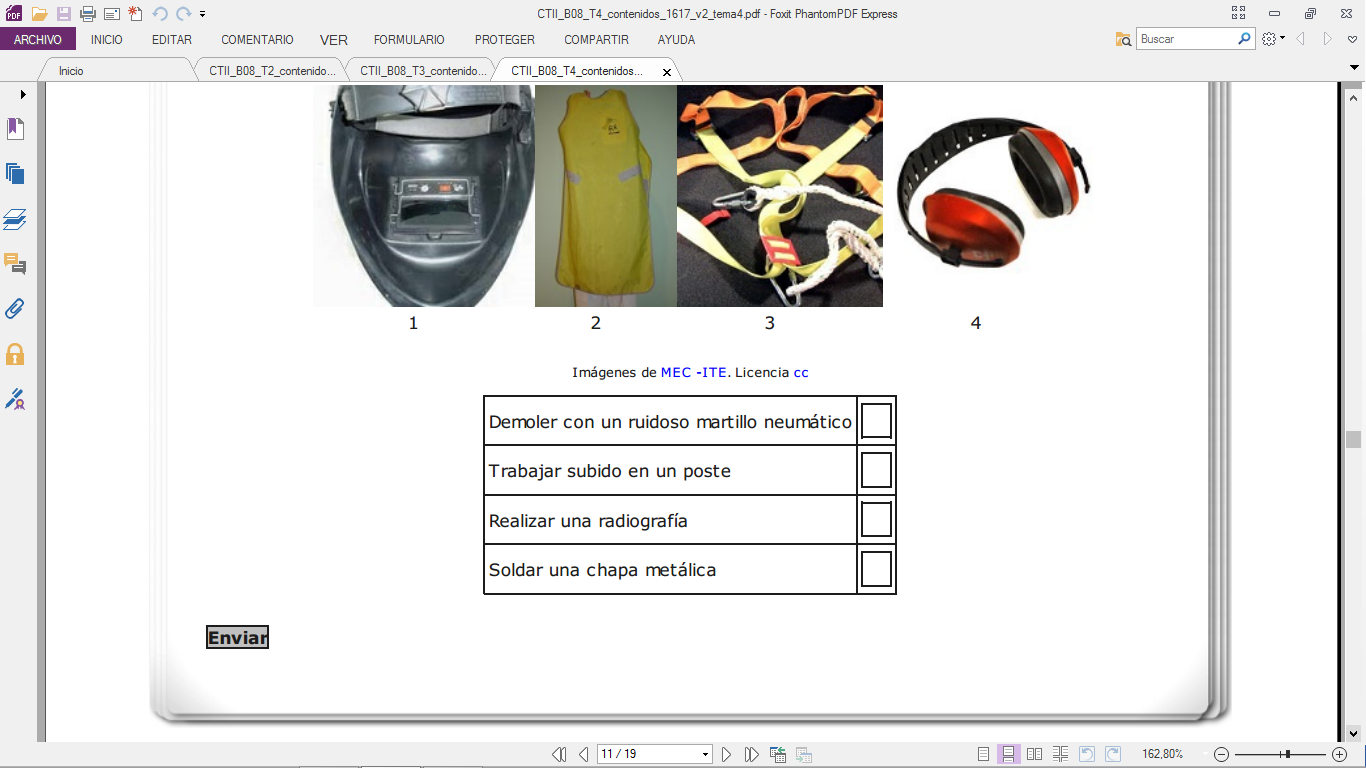 CTII_B08_T4_contenidos_1617_v2_tema4.pdf - Foxit PhantomPDF Express
ARCHIVO INICIO EDITAR COMENTARIO VER FORMULARIO PROTEGER COMPARTIR AYUDA
Buscar
Inicio CTII_B08_T2_contenido... CTII_B08_T3_contenido... CTII_B08_T4_contenidos...
1 2 3 4
Imágenes de MEC -ITE. Licencia cc
Demoler con un ruidoso martillo neumático
Trabajar subido en un poste
Realizar una radiografía
Soldar una chapa metálica
Enviar
11 / 19
162,80%